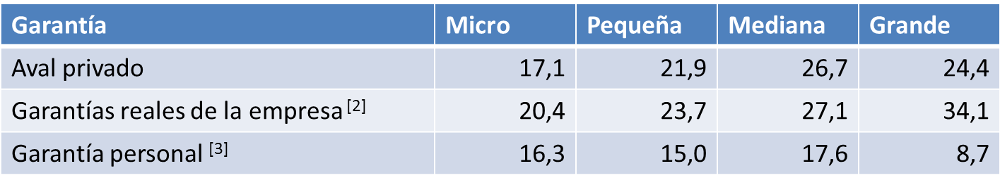 Garantía Micro Pequeña Mediana Grande
Aval privado 17,1 21,9 26,7 24,4
Garantías reales de la empresa [2] 20,4 23,7 27,1 34,1
Garantía personal [3] 16,3 15,0 17,6 8,7